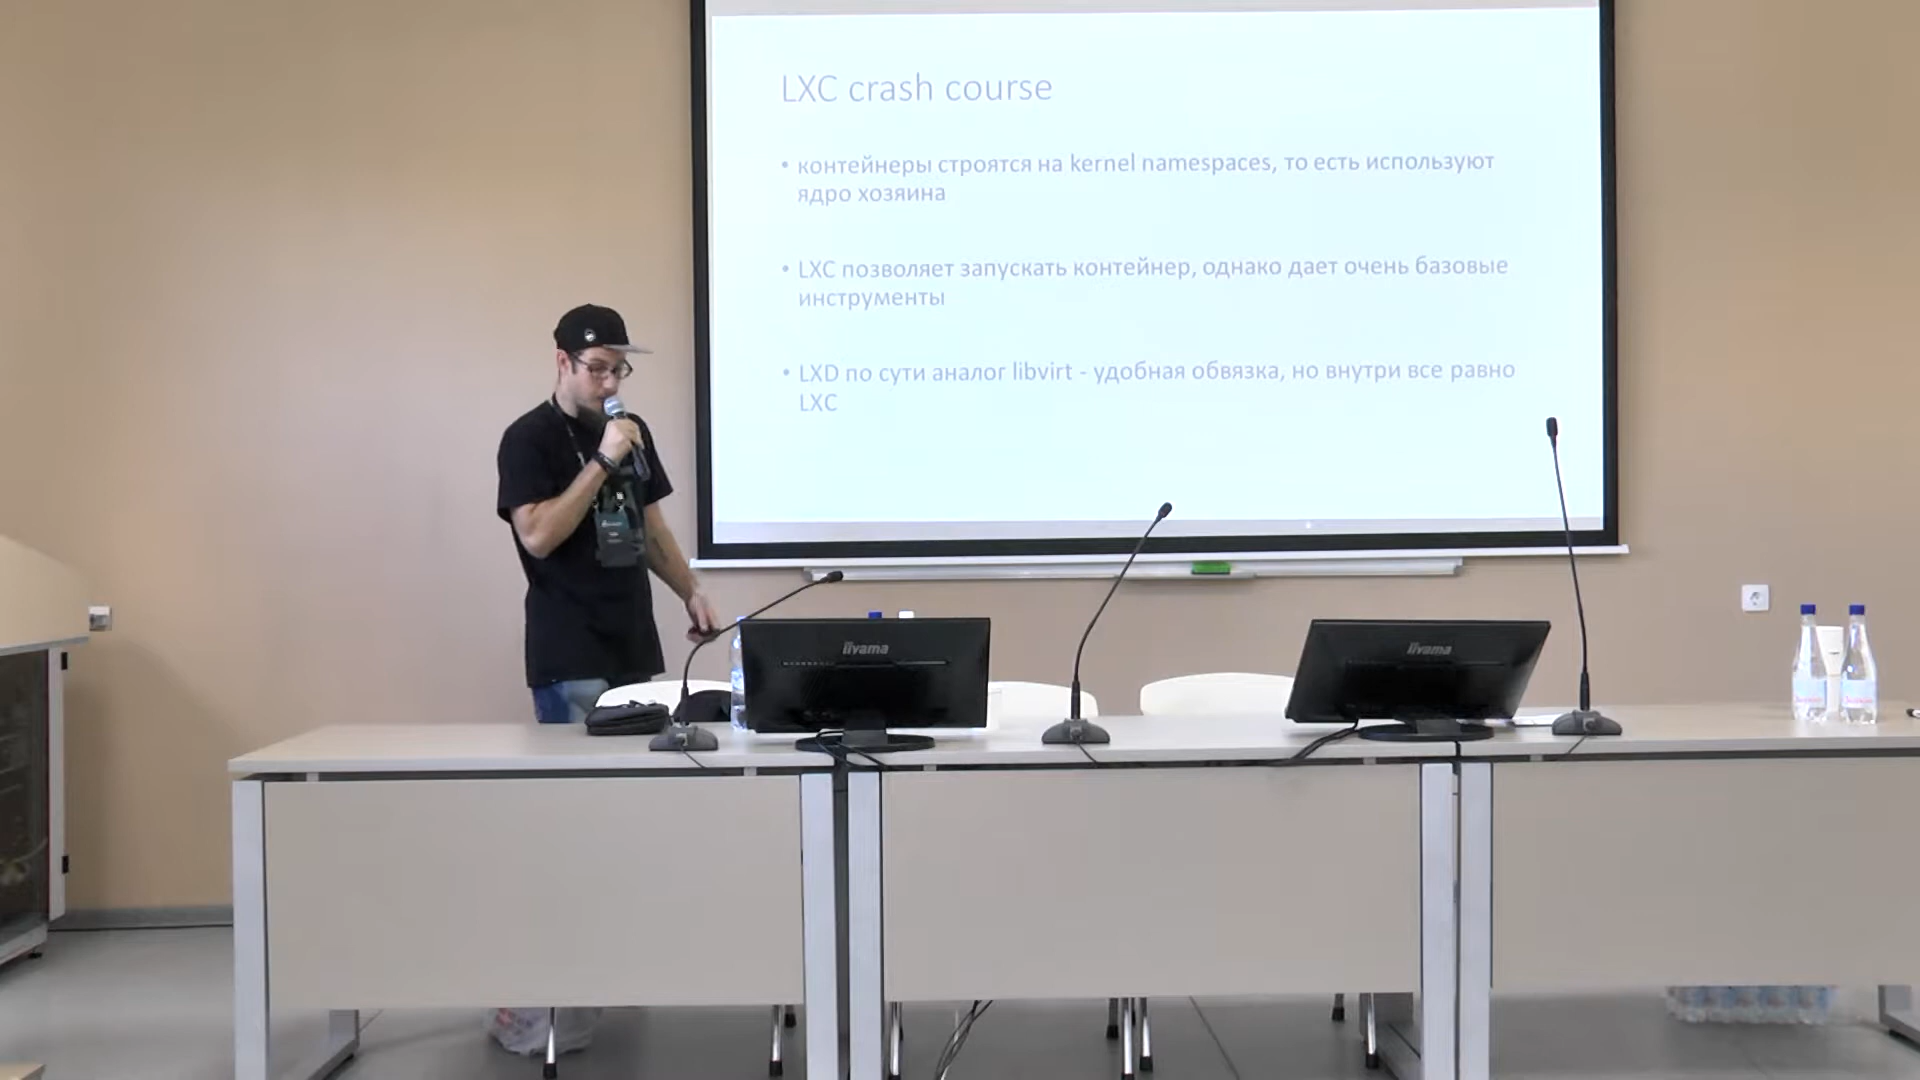 LXC crash course
• контейнеры строятся на kernel namespaces, то есть используют
ядро хозяина
• LXC позволяет запускать контейнер, однако дает очень базовые
инструменты
• LXD по сути аналог libvirt - удобная обвязка, но внутри все равно
LXC
iiyama
iiyama